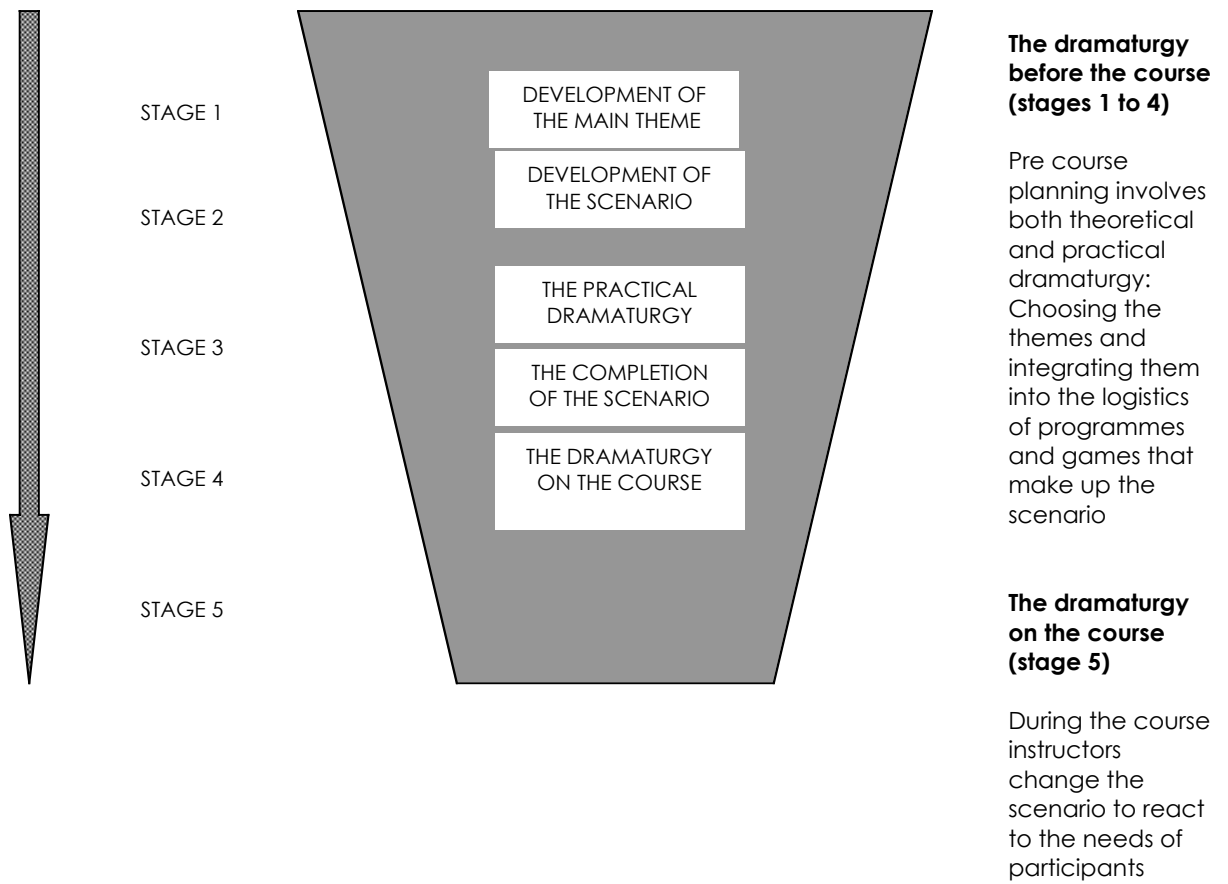 STAGE 1
STAGE 2
STAGE 3
STAGE 4
STAGE 5
DEVELOPMENT OF
THE MAIN THEME
DEVELOPMENT OF
THE SCENARIO
THE PRACTICAL
DRAMATURGY
THE COMPLETION
OF THE SCENARIO
THE DRAMATURGY
ON THE COURSE
The dramaturgy
before the course
(stages 1 to 4)
Pre course
planning involves
both theoretical
and practical
dramaturgy:
Choosing the
themes and
integrating them
into the logistics
of programmes
and games that
make up the
scenario
The dramaturgy
on the course
(stage 5)
During the course
instructors
change the
scenario to react
to the needs of
participants